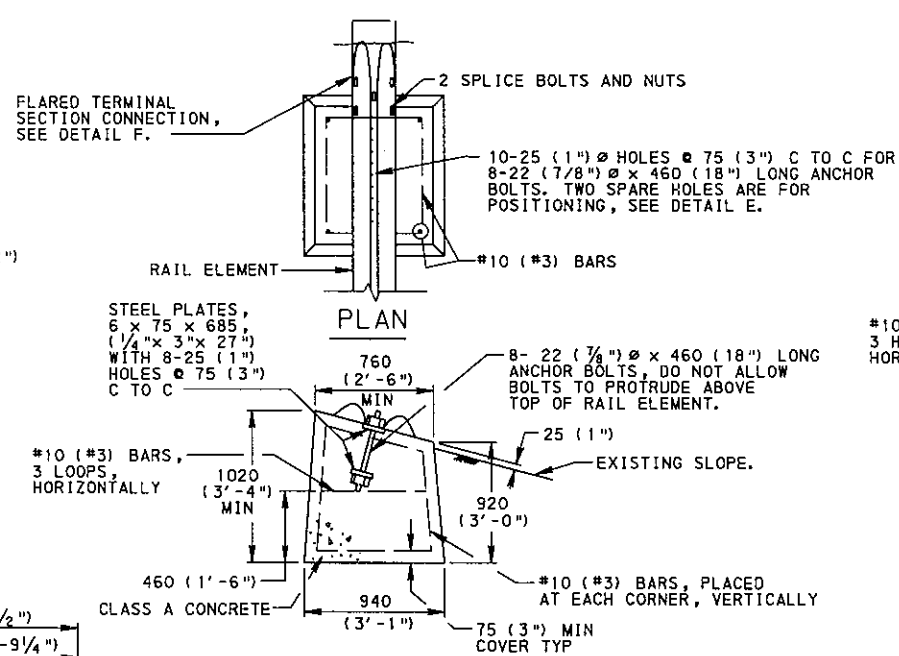 2 SPLICE BOLTS AND NUTS
FLARED TERMINAL
SECTION CONNECTION,
SEE DETAIL F.
10-25 (1") Ø HOLES @ 75 (3") C TO C FOR
8-22 (7/8") Ø x 460 (18") LONG ANCHOR
BOLTS. TWO SPARE HOLES ARE FOR
POSITIONING, SEE DETAIL E.
")
#10 (#3) BARS
RAIL ELEMENT
PLAN
STEEL PLATES,
6 x 75 x 685,
(1/4"x 3"x 27")
WITH 8-25 (1")
HOLES @ 75 (3")
C TO C
760
(2'-6")
MIN
8- 22 (7/8") Ø x 460 (18") LONG
ANCHOR BOLTS, DO NOT ALLOW
BOLTS TO PROTRUDE ABOVE
TOP OF RAIL ELEMENT.
#10
3 H
HOR
25 (1")
EXISTING SLOPE.
#10 (#3) BARS,
3 LOOPS,
HORIZONTALLY
1020
(3'-4")
MIN
920
(3'-0")
460 (1'-6")
CLASS A CONCRETE
940
(3'-1")
#10 (#3) BARS, PLACED
AT EACH CORNER, VERTICALLY
75 (3") MIN
COVER TYP
/2")
-9 1/4")